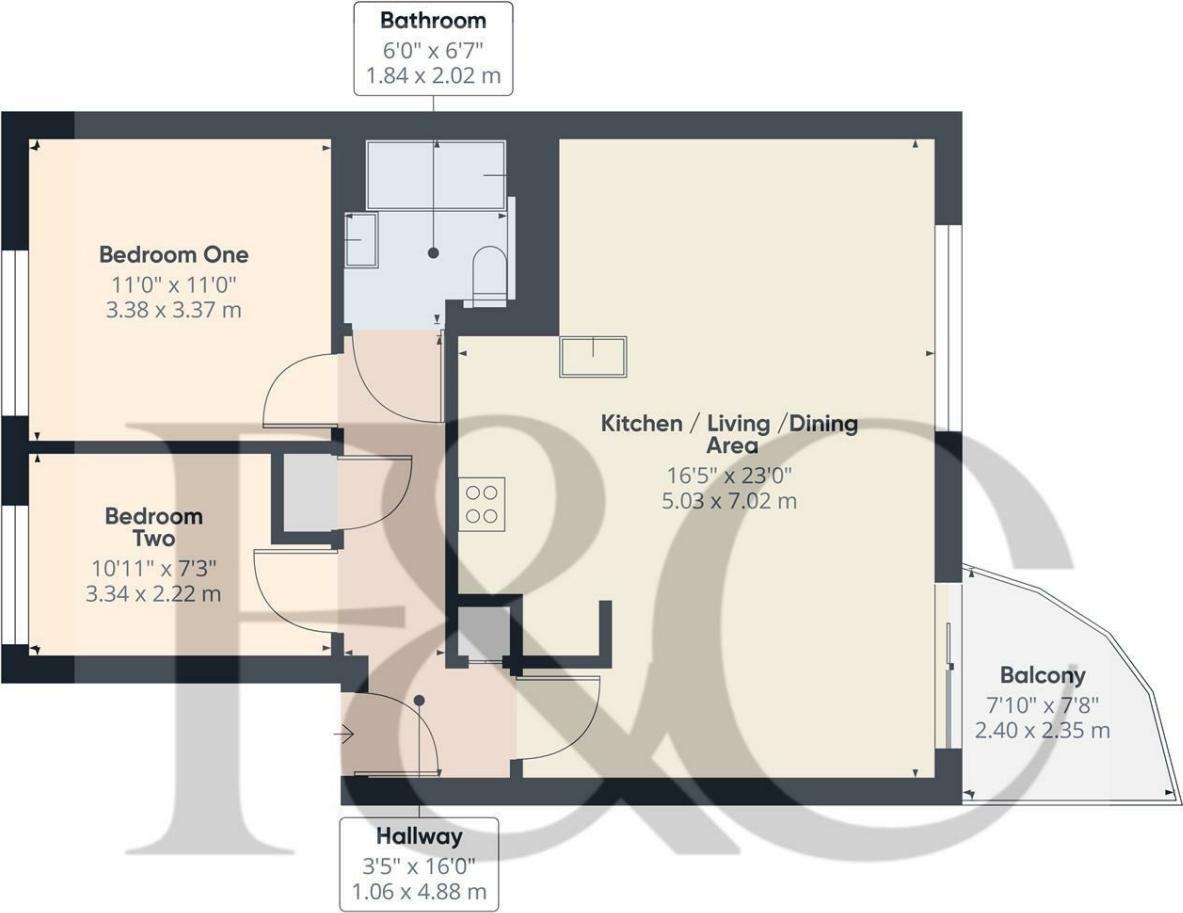 Bathroom
6'0" x 6'7"
1.84 x 2.02 m
Bedroom One
11'0" x 11'0"
3.38 x 3.37 m
Kitchen / Living /Dining
Area
16'5" x 23'0"
5.03 x 7.02 m
Bedroom
Two
10'11" x 7'3"
3.34 x 2.22 m
Balcony
7'10" x 7'8"
2.40 x 2.35 m
Hallway
3'5" x 16'0"
1.06 x 4.88 m
F&C